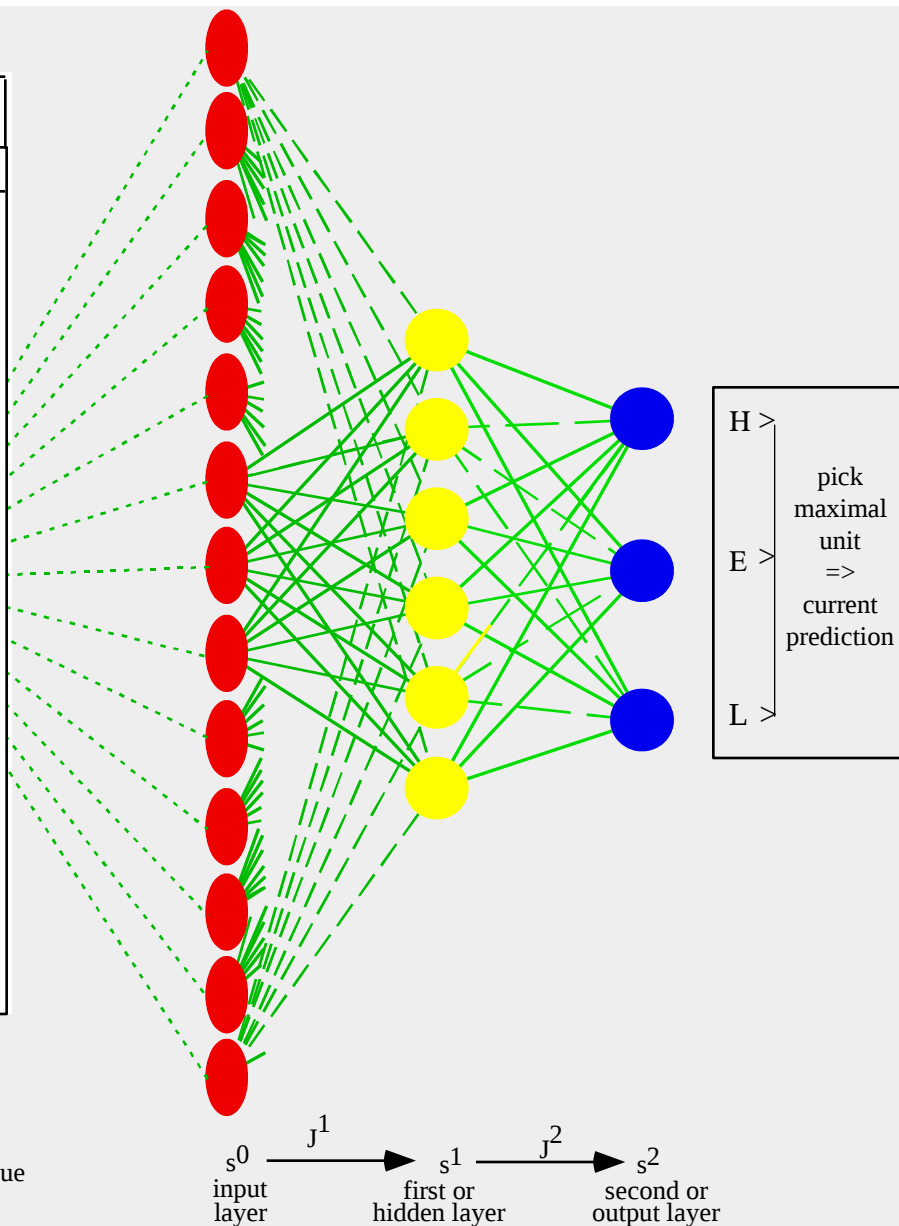 H >
E >
L >
pick
maximal
unit
=>
current
prediction
J1
J2
s0
s1
s2
ue
input
layer
first or
hidden layer
second or
output layer